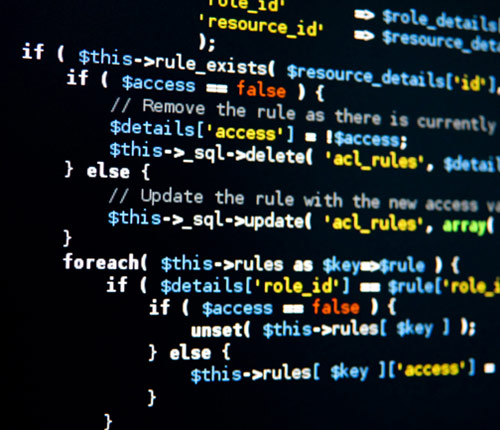 'role_id' => $role_details[
'resource_id' => $resource_det
);
if ( $this->rule_exists( $resource_details['id'],
if ( $access == false ) {
// Remove the rule as there is currently
$details['access'] = !$access;
$this->_sql->delete( 'acl_rules', $detail
} else {
// Update the rule with the new access va
$this->_sql->update( 'acl_rules', array(
}
foreach( $this->rules as $key=>$rule ) {
if ( $details['role_id'] == $rule['role_i
if ( $access == false ) {
unset( $this->rules[ $key ] );
} else {
$this->rules[ $key ]['access'] =
}
}